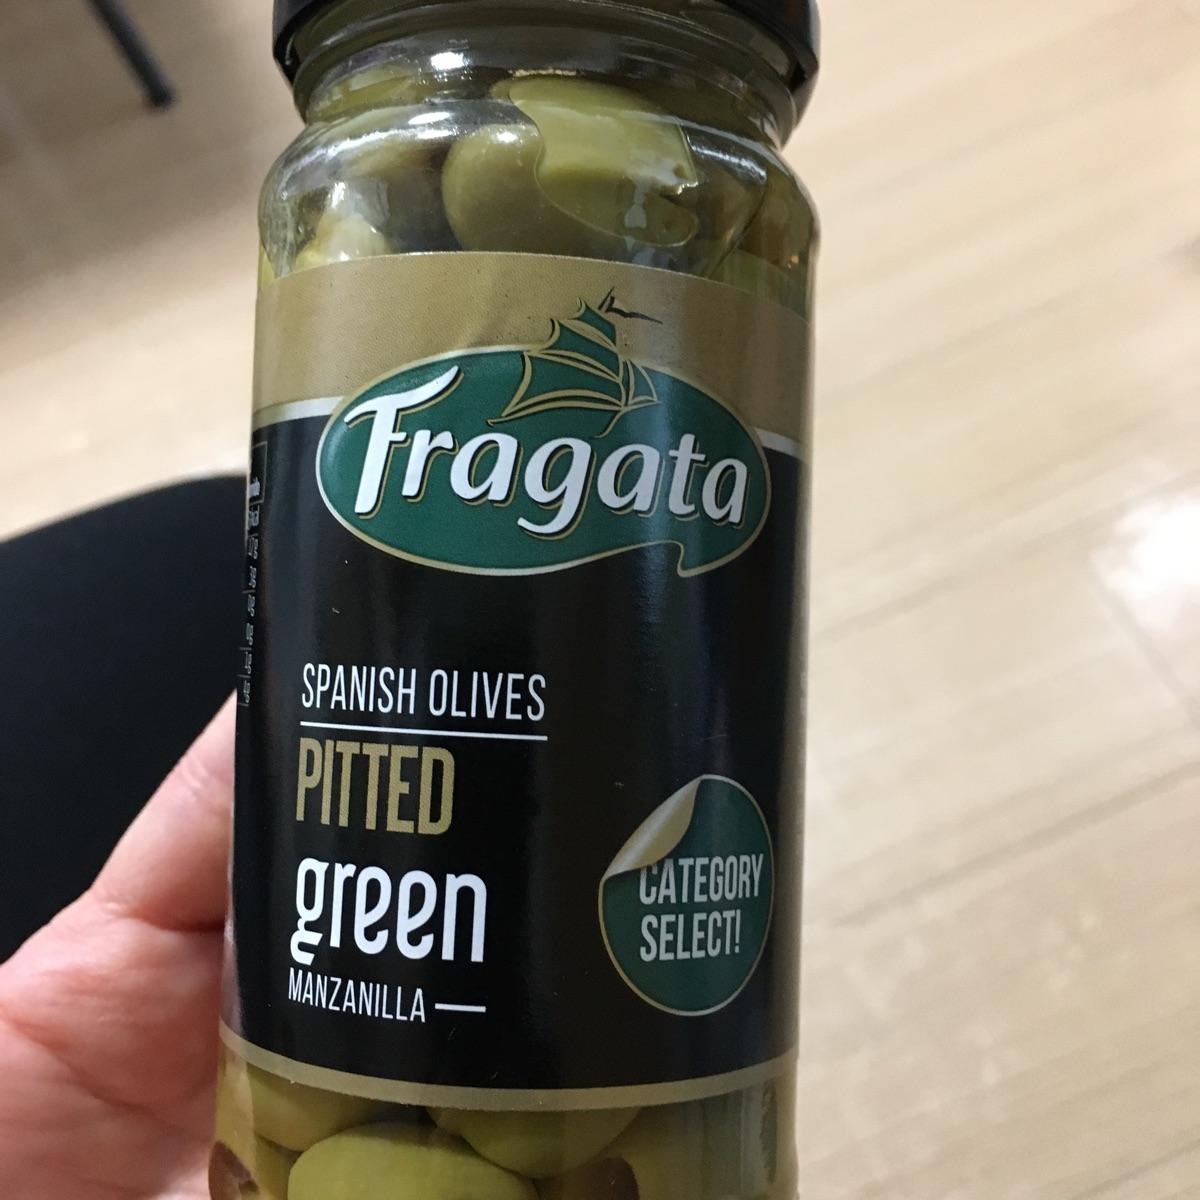 Fragata
SPANISH OLIVES
PITTED
green
MANZANILLA
CATEGORY
SELECT!